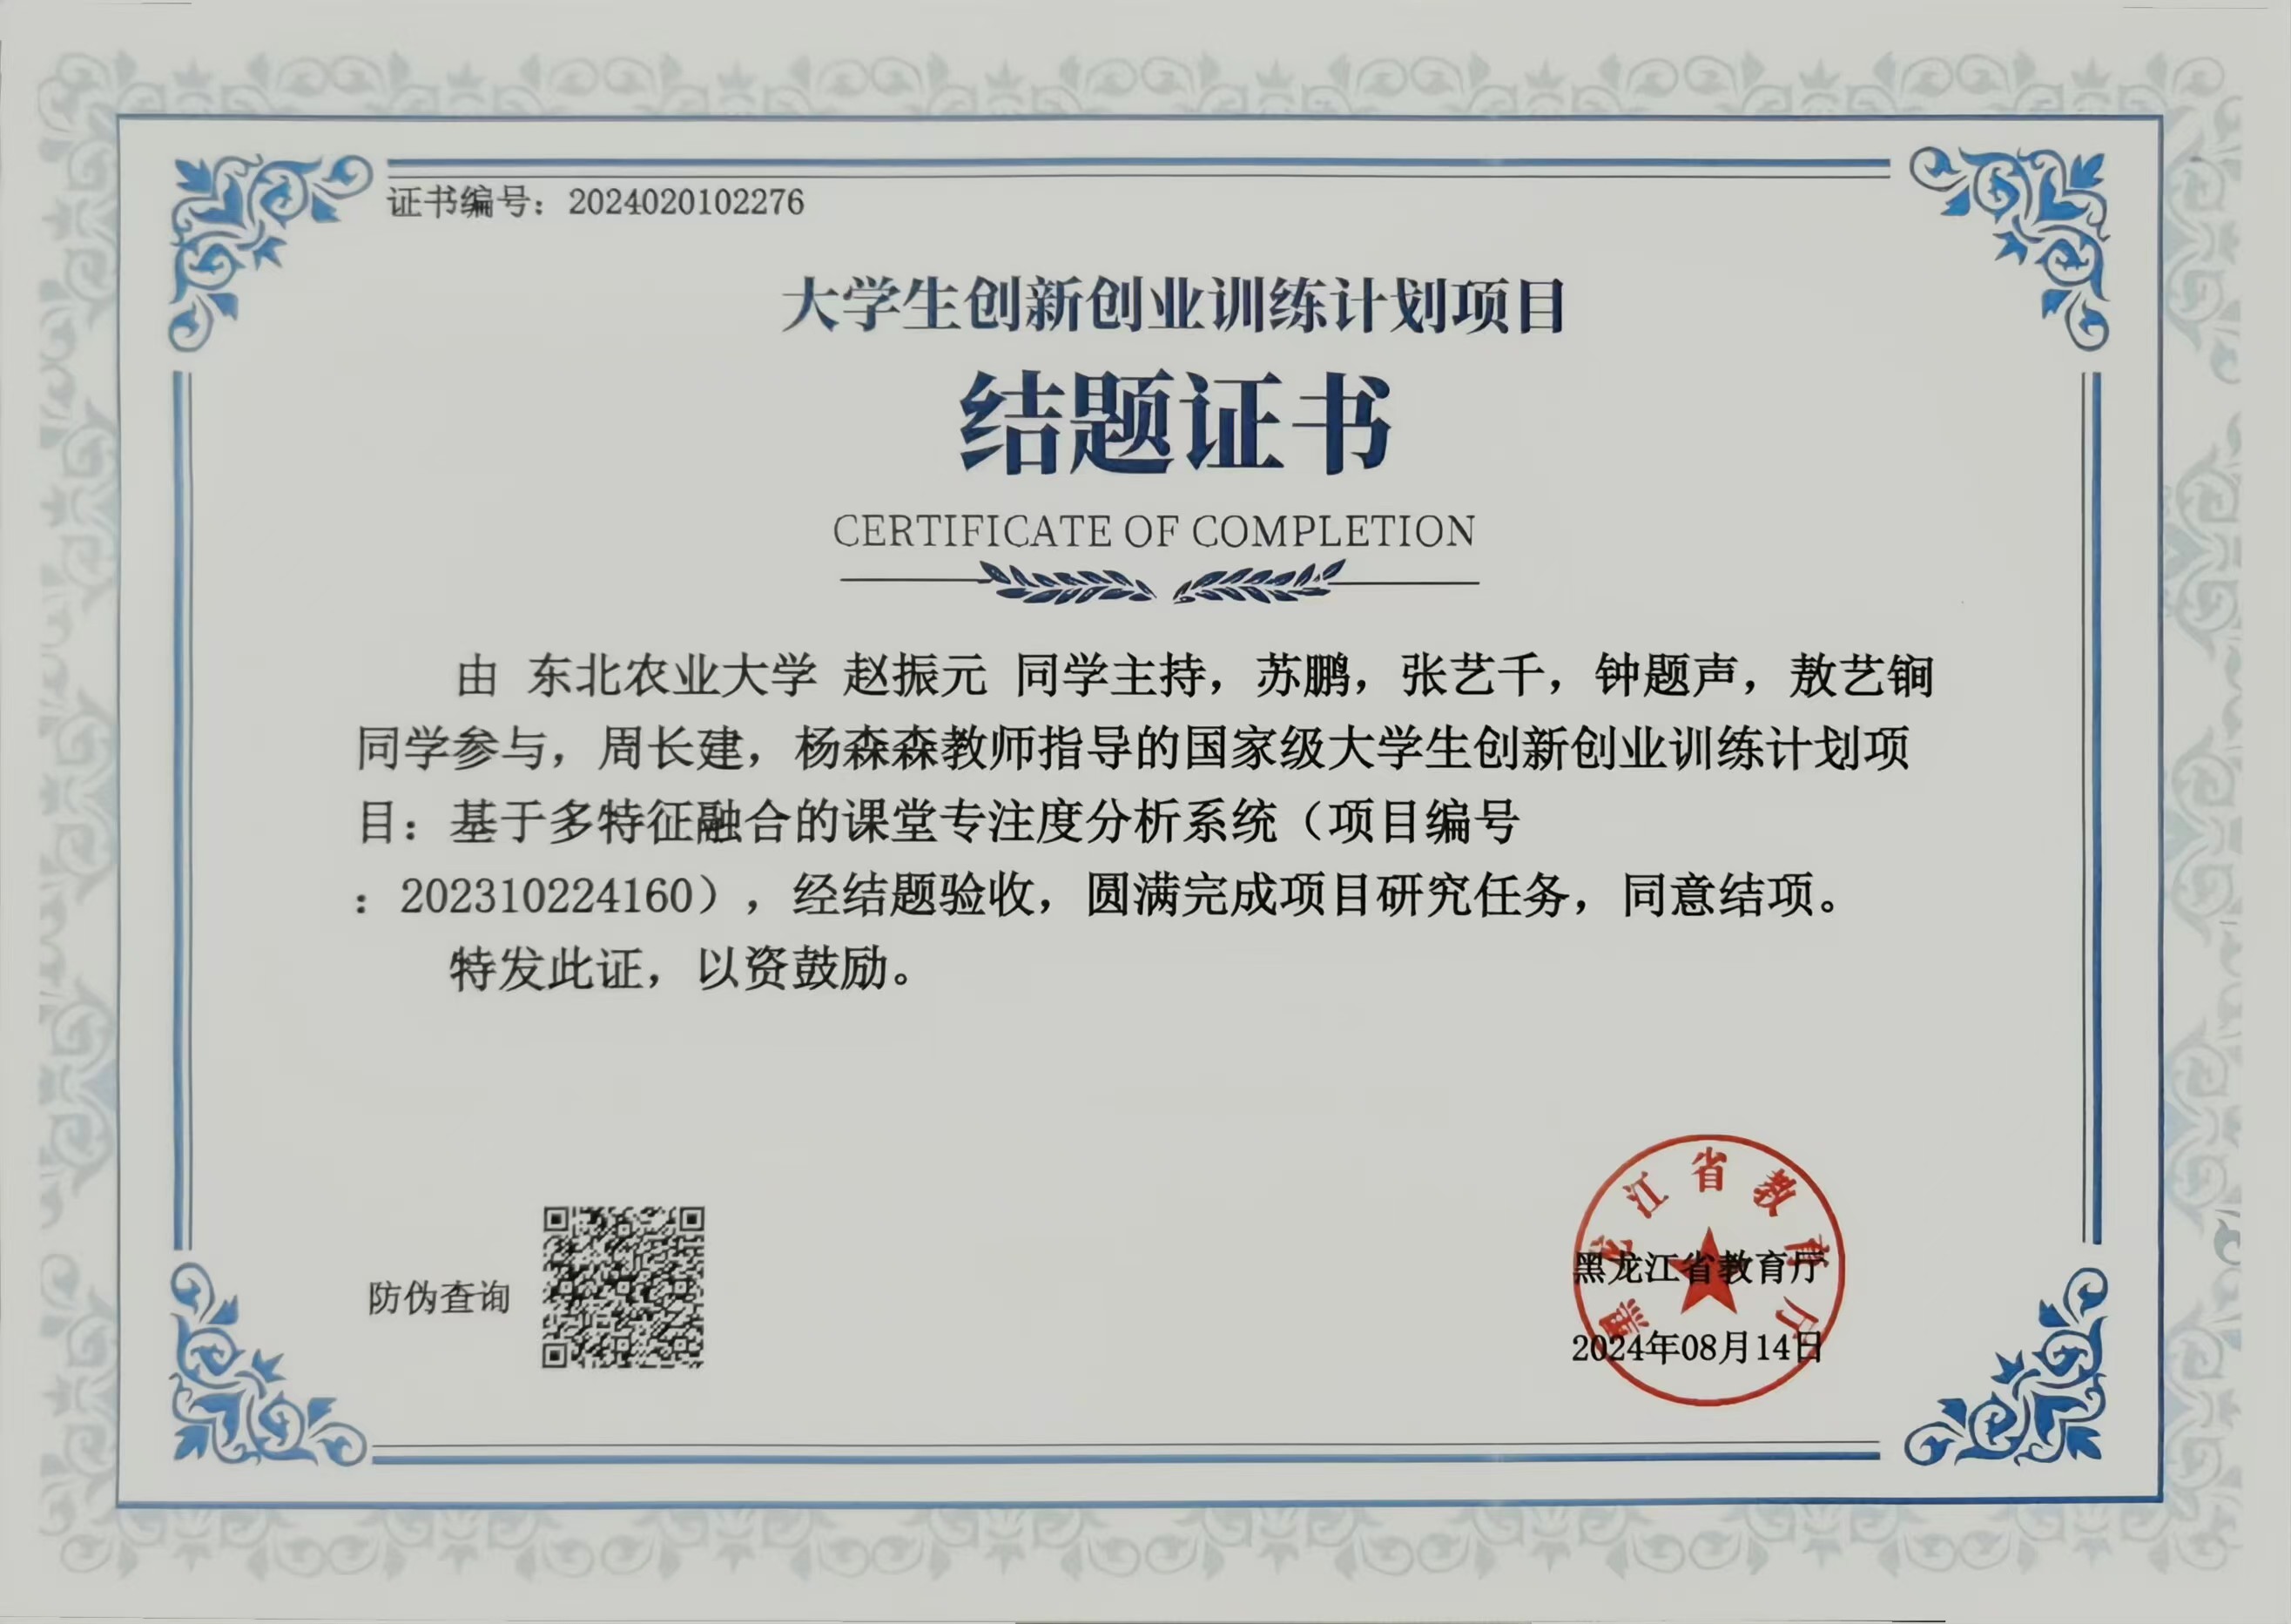 证书编号：2024020102276
大学生创新创业训练计划项目
结题证书
CERTIFICATE OF COMPLETION
由 东北农业大学 赵振元 同学主持，苏鹏，张艺千，钟题声，敖艺锏
同学参与，周长建，杨森森教师指导的国家级大学生创新创业训练计划项
目：基于多特征融合的课堂专注度分析系统（项目编号
：202310224160），经结题验收，圆满完成项目研究任务，同意结项。
特发此证，以资鼓励。
防伪查询
黑龙江省教育厅
黑龙江省教育厅
2024年08月14日